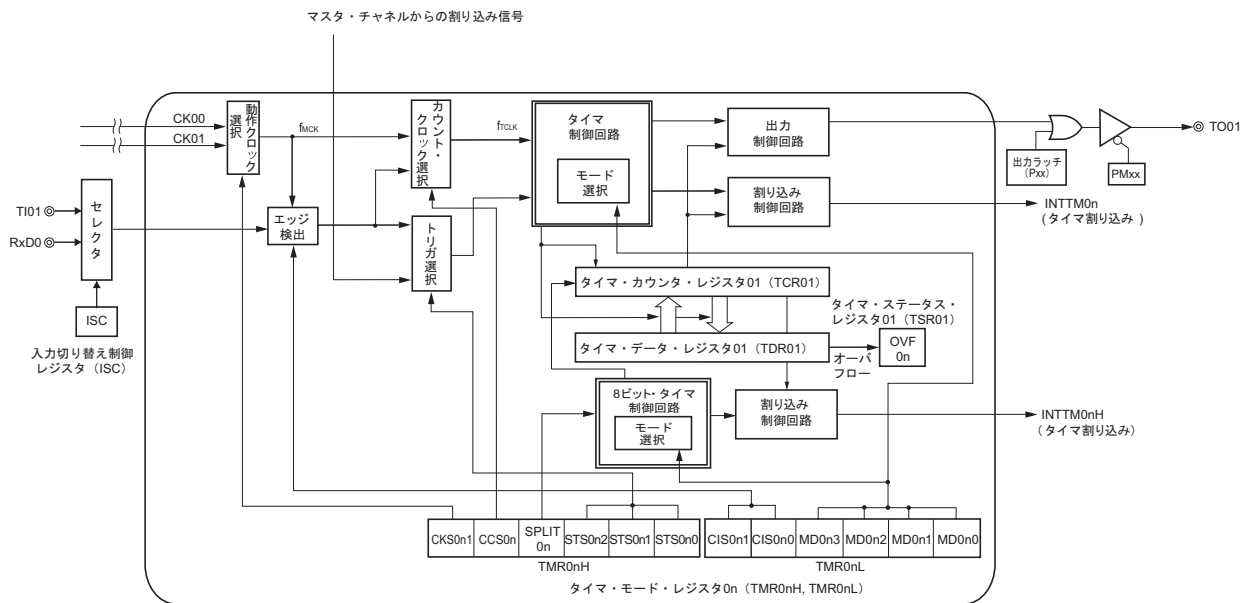 マスタ・チャネルからの割り込み信号
CK00
CK01
動作クロック
選択
fMCK
カウント・
クロック選択
fTCLK
タイマ
制御回路
モード
選択
出力
制御回路
出力ラッチ
(Pxx)
PMxx
TO01
割り込み
制御回路
INTTM0n
(タイマ割り込み)
TI01
RxD0
セレクタ
エッジ
検出
トリガ選択
ISC
入力切り替え制御
レジスタ (ISC)
タイマ・カウンタ・レジスタ01 (TCR01)
タイマ・ステータス・
レジスタ01 (TSR01)
タイマ・データ・レジスタ01 (TDR01)
オーバ
フロー
OVF
0n
8ビット・タイマ
制御回路
モード
選択
割り込み
制御回路
INTTM0nH
(タイマ割り込み)
CKS0n1
CCS0n
SPLIT
0n
STS0n2
STS0n1
STS0n0
CIS0n1
CIS0n0
MD0n3
MD0n2
MD0n1
MD0n0
TMR0nH
TMR0nL
タイマ・モード・レジスタ0n (TMR0nH, TMR0nL)